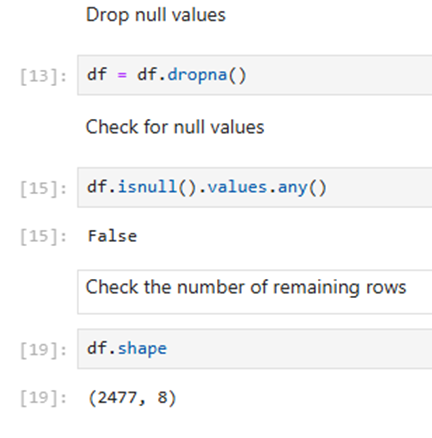 Drop null values
[13]: df = df.dropna()
Check for null values
[15]: df.isnull().values.any()
[15]: False
Check the number of remaining rows
[19]: df.shape
[19]: (2477, 8)